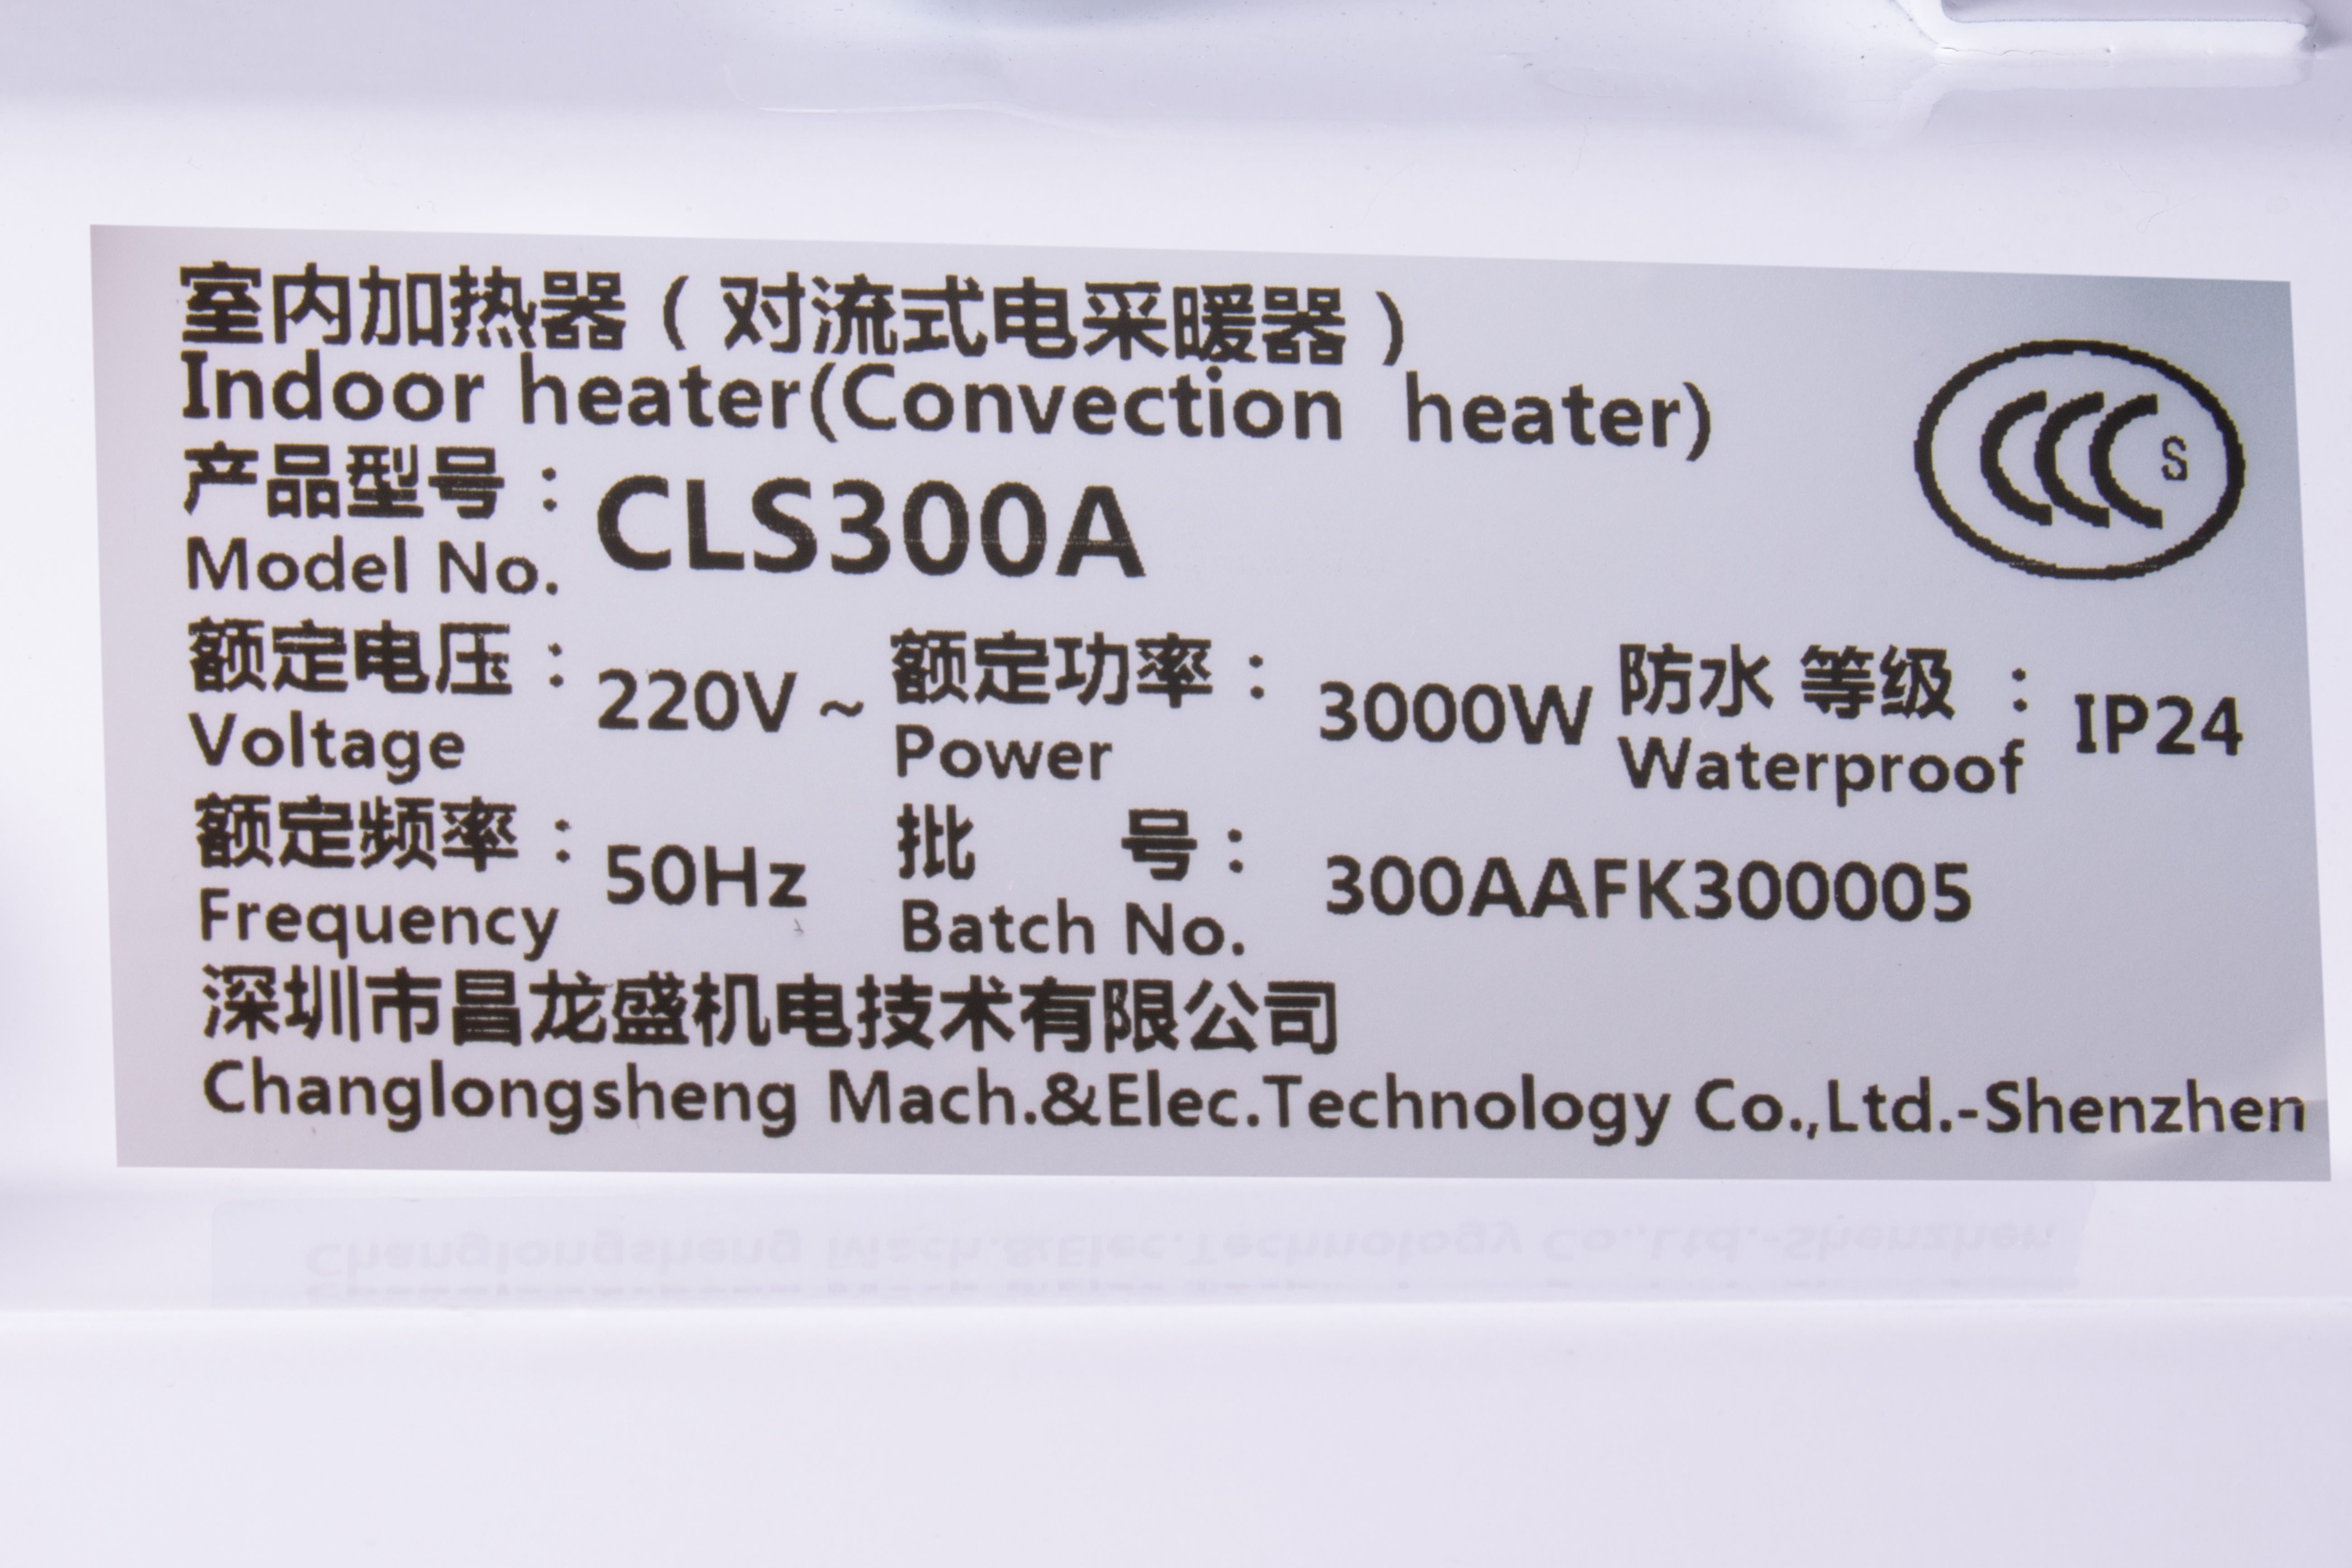 室内加热器（对流式电采暖器）
Indoor heater(Convection heater)
CCC S
产品型号：CLS300A
Model No.
额定电压：220V~ 额定功率：3000W 防水 等级 ：IP24
Voltage Power Waterproof
额定频率：50Hz 批 号：300AAFK300005
Frequency Batch No.
深圳市昌龙盛机电技术有限公司
Changlongsheng Mach.&Elec.Technology Co.,Ltd.-Shenzhen